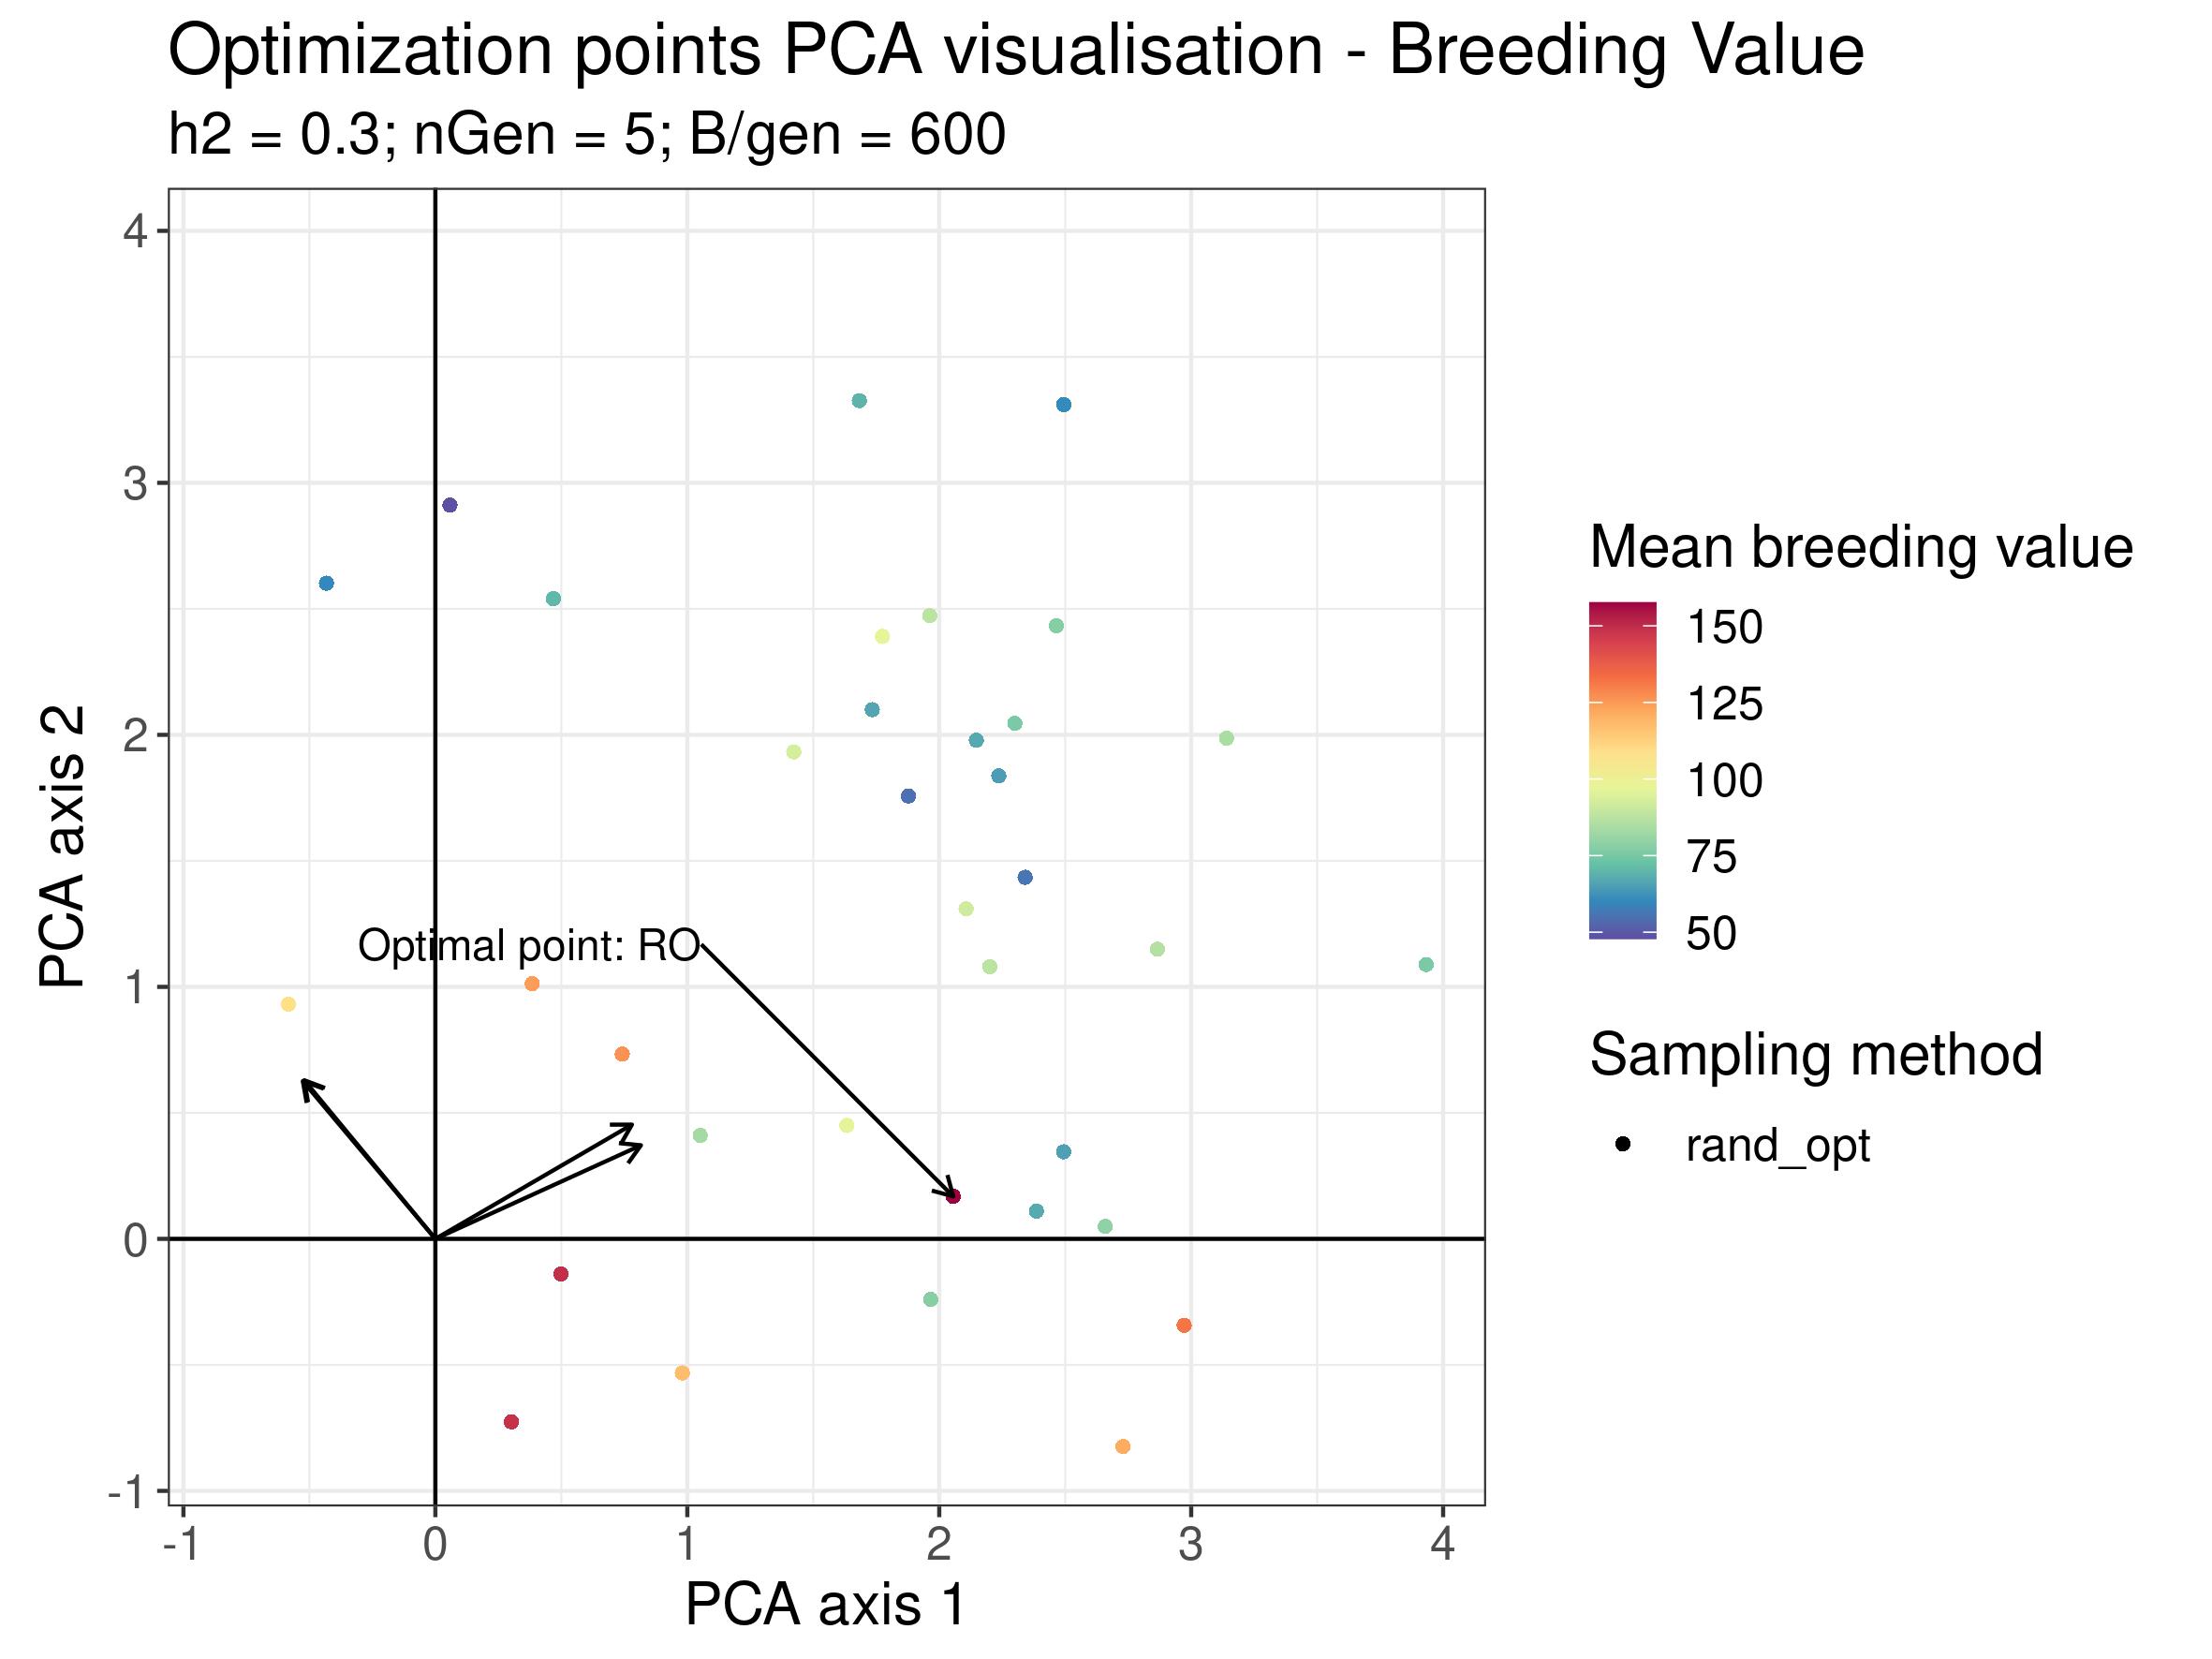 Optimization points PCA visualisation - Breeding Value
h2 = 0.3; nGen = 5; B/gen = 600
PCA axis 2
4
3
2
1
0
-1
Optimal point: RO
-1
0
1
2
3
4
PCA axis 1
Mean breeding value
150
125
100
75
50
Sampling method
rand_opt